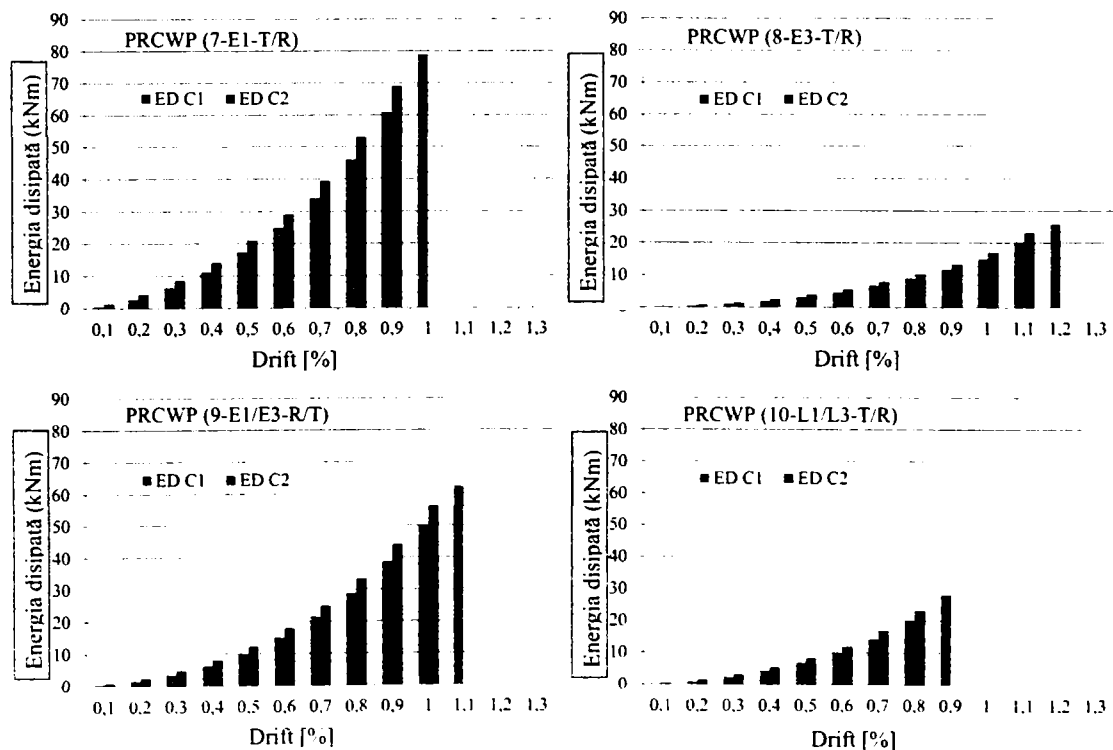 PRCWP (7-E1-T/R)
ED C1 ED C2
Energia disipată (kNm)
90
80
70
60
50
40
30
20
10
0
0,1 0,2 0,3 0,4 0,5 0,6 0,7 0,8 0,9 1 1,1 1,2 1,3
Drift [%]
PRCWP (8-E3-T/R)
ED C1 ED C2
Energia disipată (kNm)
90
80
70
60
50
40
30
20
10
0,1 0,2 0,3 0,4 0,5 0,6 0,7 0,8 0,9 1 1,1 1,2 1,3
Drift [%]
PRCWP (9-E1/E3-R/T)
ED C1 ED C2
Energia disipată (kNm)
90
80
70
60
50
40
30
20
10
0
0,1 0,2 0,3 0,4 0,5 0,6 0,7 0,8 0,9 1 1,1 1,2 1,3
Drift [%]
PRCWP (10-L1/L3-T/R)
ED C1 ED C2
Energia disipată (kNm)
90
80
70
60
50
40
30
20
10
0
0,1 0,2 0,3 0,4 0,5 0,6 0,7 0,8 0,9 1 1,1 1,2 1,3
Drift [%]